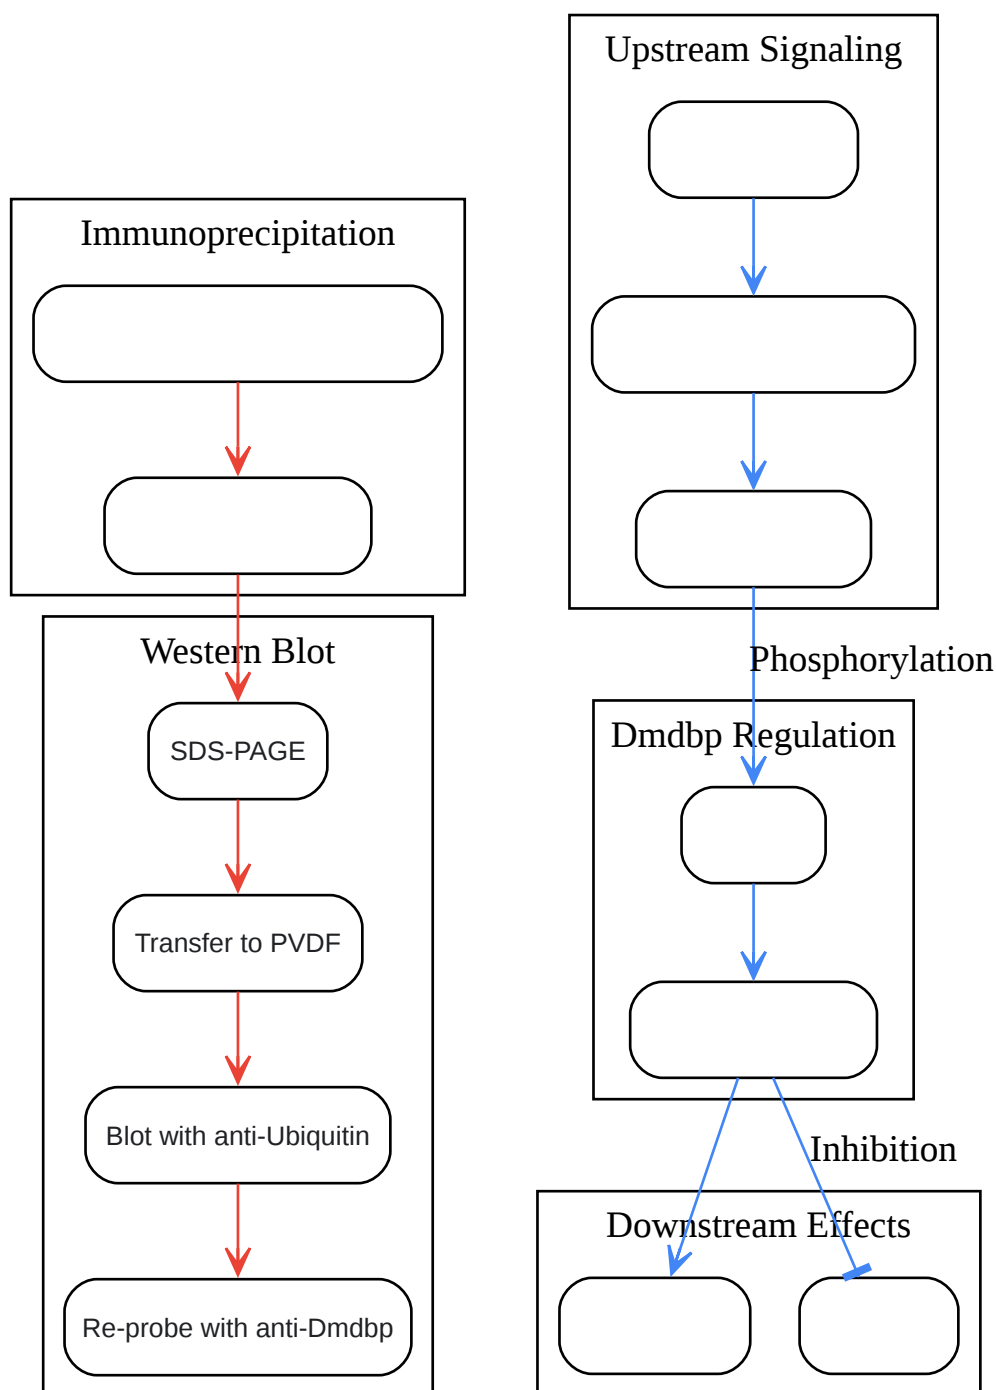 Immunoprecipitation
Western Blot
SDS-PAGE
Transfer to PVDF
Blot with anti-Ubiquitin
Re-probe with anti-Dmdbp
Upstream Signaling
Phosphorylation
Dmdbp Regulation
Inhibition
Downstream Effects